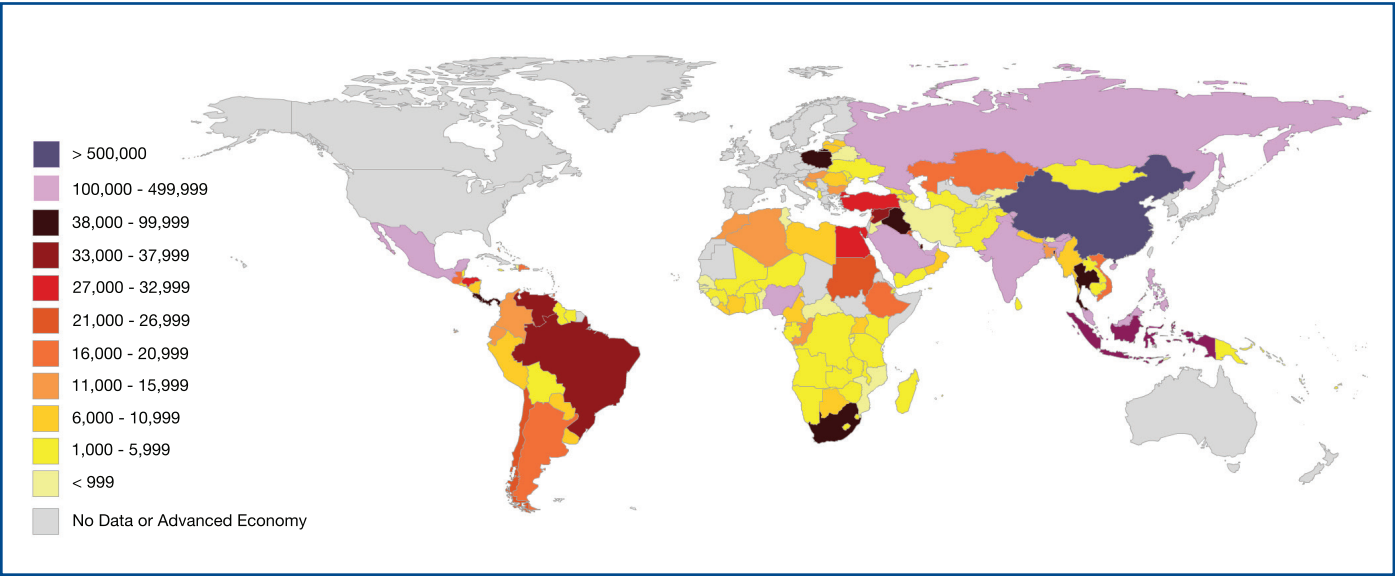 > 500,000
100,000 - 499,999
38,000 - 99,999
33,000 - 37,999
27,000 - 32,999
21,000 - 26,999
16,000 - 20,999
11,000 - 15,999
6,000 - 10,999
1,000 - 5,999
< 999
No Data or Advanced Economy